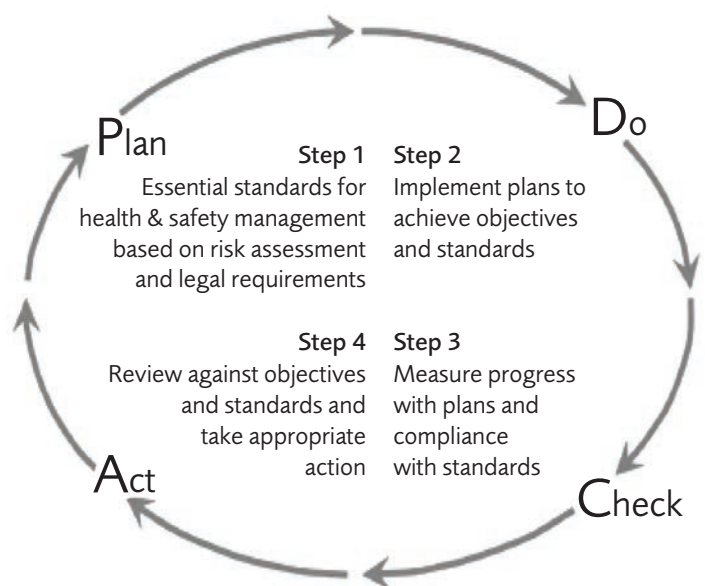 Plan
Do
Step 1
Essential standards for
health & safety management
based on risk assessment
and legal requirements
Step 2
Implement plans to
achieve objectives
and standards
Step 4
Review against objectives
and standards and
take appropriate
action
Step 3
Measure progress
with plans and
compliance
with standards
Act
Check